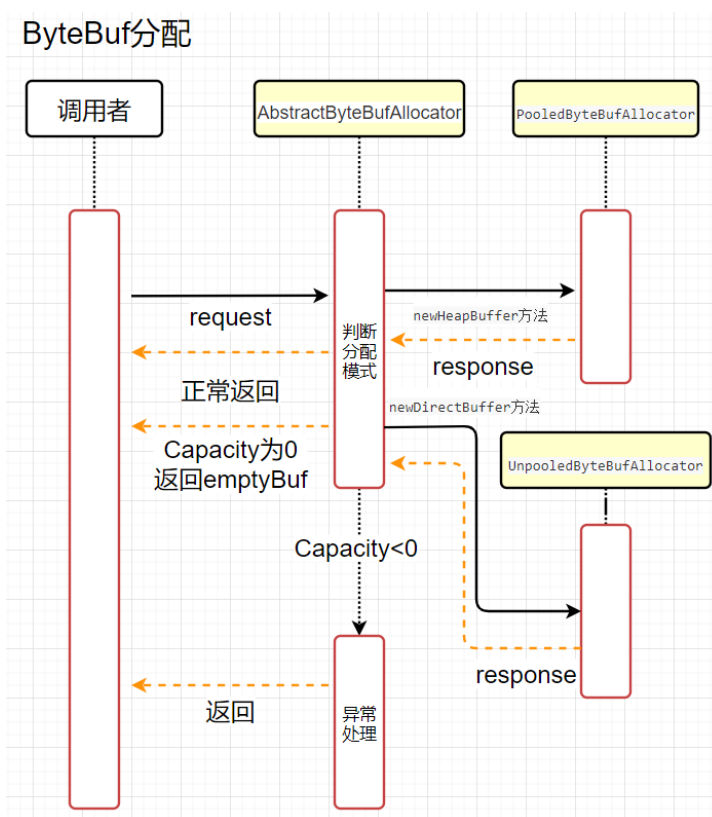 ByteBuf分配
调用者
AbstractByteBufAllocator
PooledByteBufAllocator
request
newHeapBuffer方法
判断
分配
模式
response
正常返回
newDirectBuffer方法
Capacity为0
返回emptyBuf
UnpooledByteBufAllocator
Capacity<0
response
返回
异常
处理